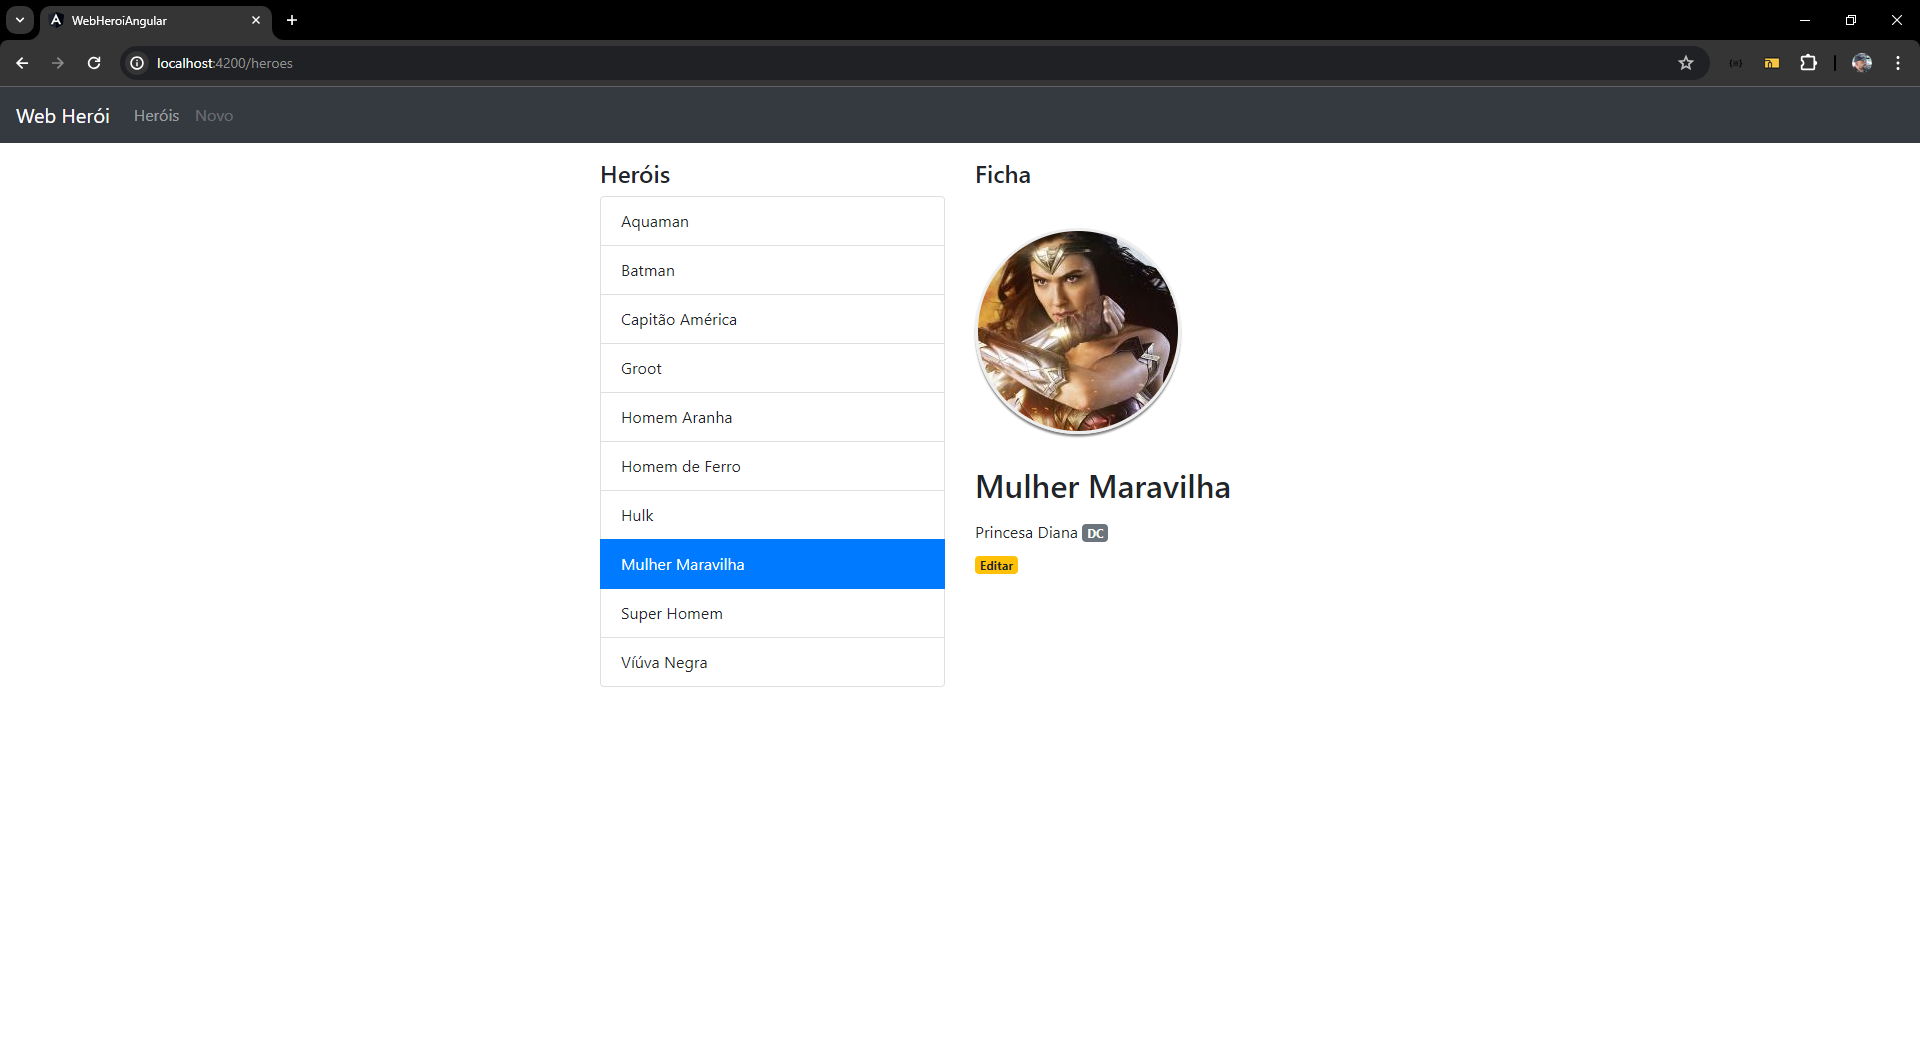 WebHeroiAngular
localhost:4200/heroes
Web Herói Heróis Novo
Heróis
Aquaman
Batman
Capitão América
Groot
Homem Aranha
Homem de Ferro
Hulk
Mulher Maravilha
Super Homem
Víúva Negra
Ficha
Mulher Maravilha
Princesa Diana DC
Editar